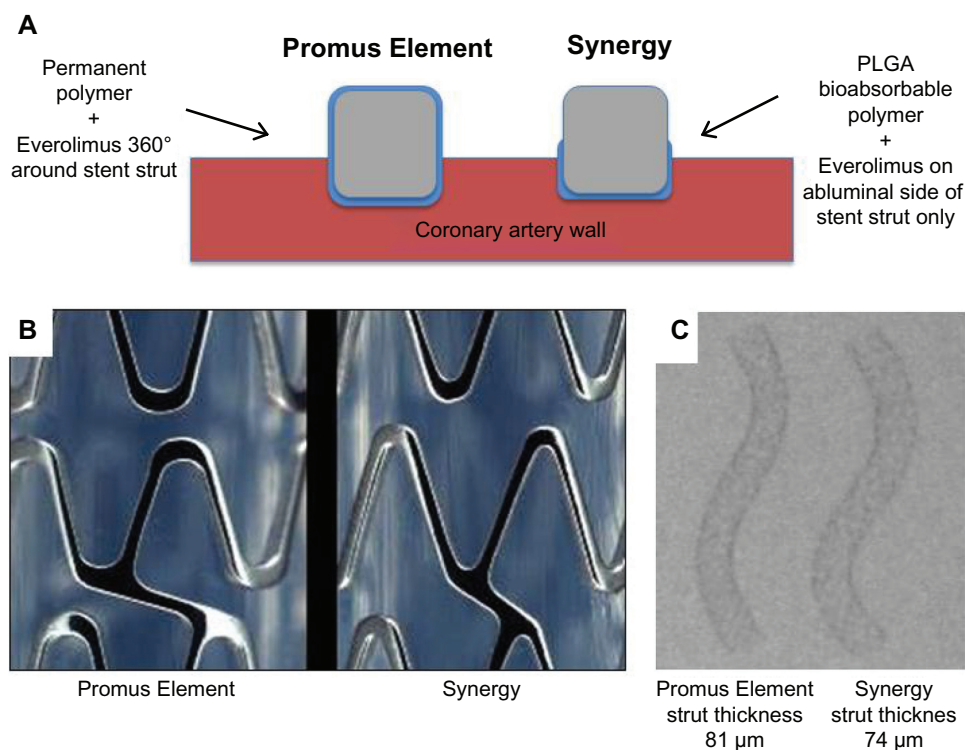 A
Promus Element
Synergy
Permanent
polymer
+
Everolimus 360°
around stent strut
PLGA
bioabsorbable
polymer
+
Everolimus on
abluminal side of
stent strut only
Coronary artery wall
B
Promus Element
Synergy
C
Promus Element
strut thickness
81 µm
Synergy
strut thicknes
74 µm